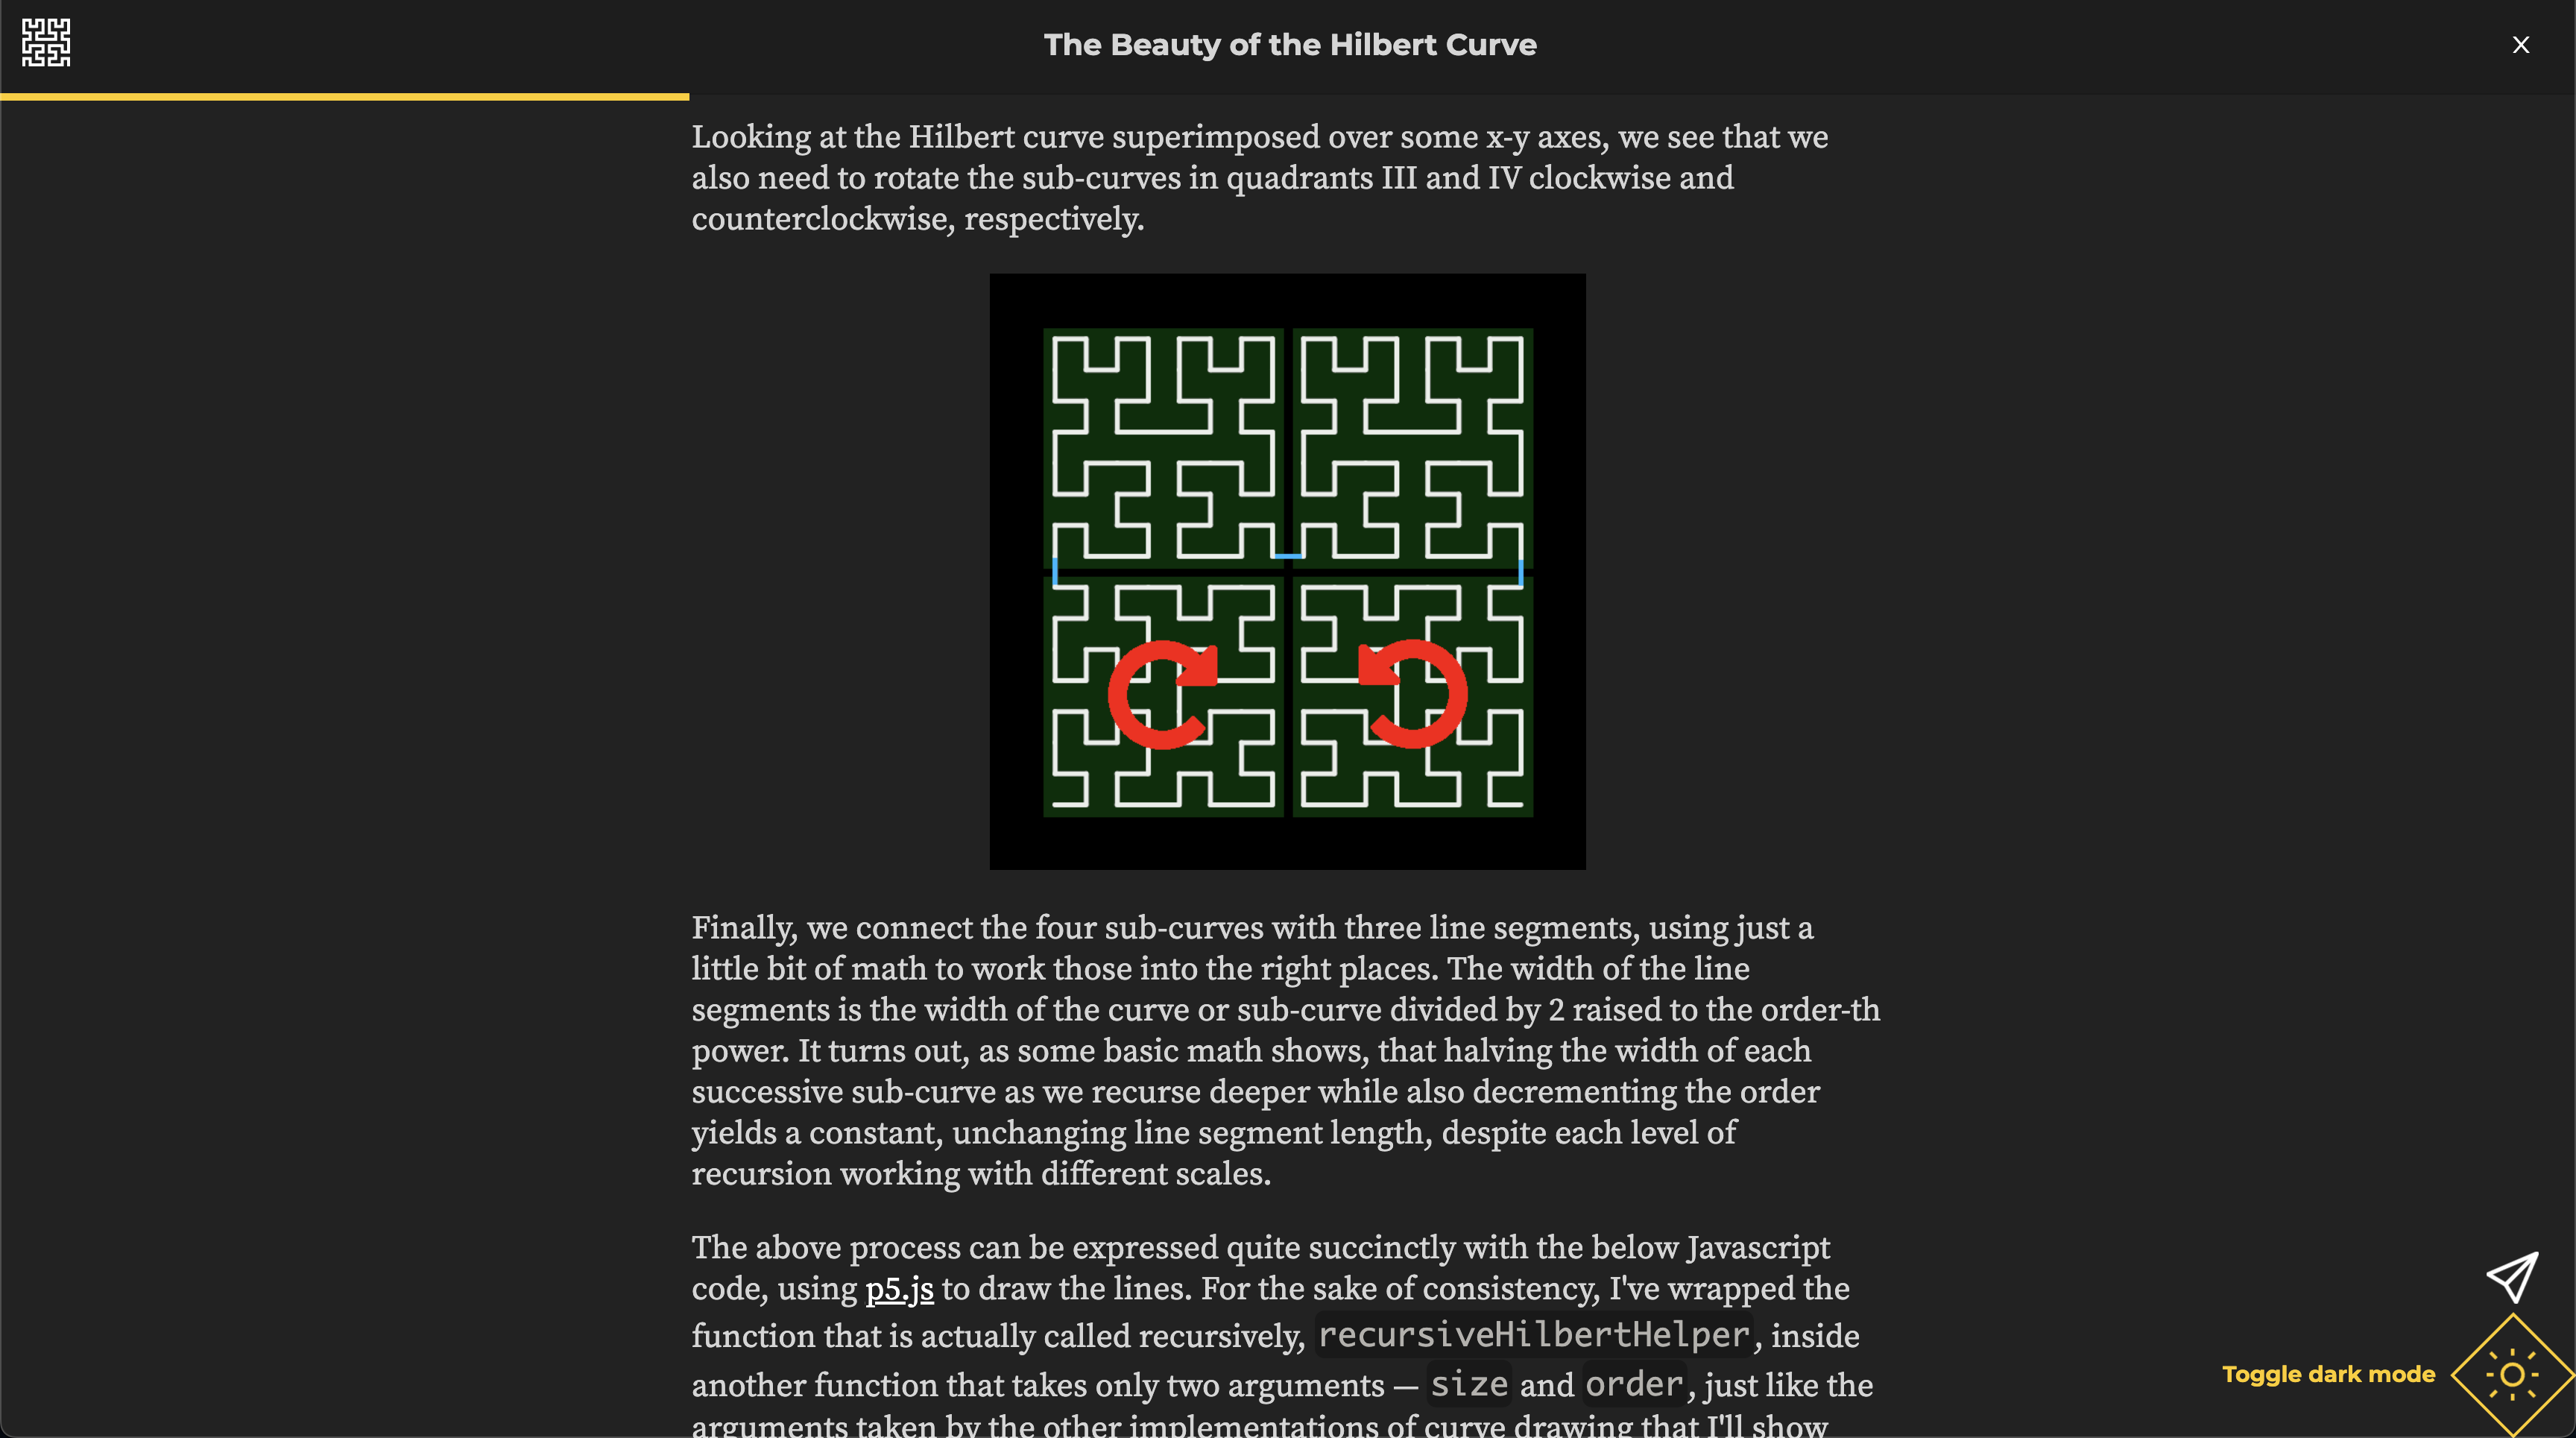 The Beauty of the Hilbert Curve
X
Looking at the Hilbert curve superimposed over some x-y axes, we see that we
also need to rotate the sub-curves in quadrants III and IV clockwise and
counterclockwise, respectively.
Finally, we connect the four sub-curves with three line segments, using just a
little bit of math to work those into the right places. The width of the line
segments is the width of the curve or sub-curve divided by 2 raised to the order-th
power. It turns out, as some basic math shows, that halving the width of each
successive sub-curve as we recurse deeper while also decrementing the order
yields a constant, unchanging line segment length, despite each level of
recursion working with different scales.
The above process can be expressed quite succinctly with the below Javascript
code, using p5.js to draw the lines. For the sake of consistency, I've wrapped the
function that is actually called recursively, recursiveHilbertHelper, inside
another function that takes only two arguments — size and order, just like the
arguments taken by the other implementations of curve drawing that I'll show
Toggle dark mode